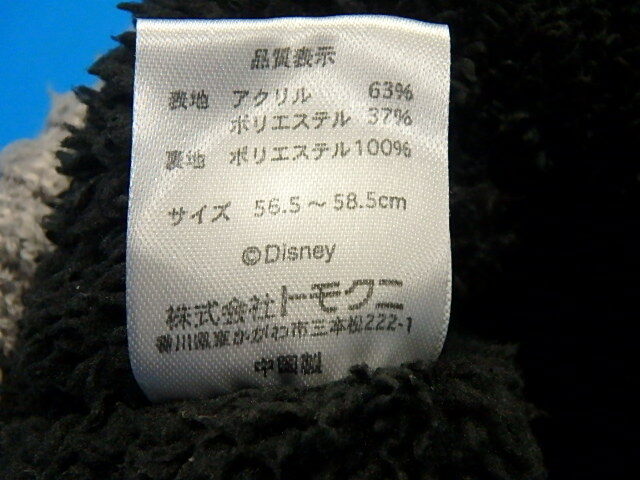 品質表示
表地 アクリル 63%
ポリエステル 37%
裏地 ポリエステル100%
サイズ 56.5～58.5cm
©Disney
株式会社トモクニ
香川県東かがわ市三本松222-1
中国製